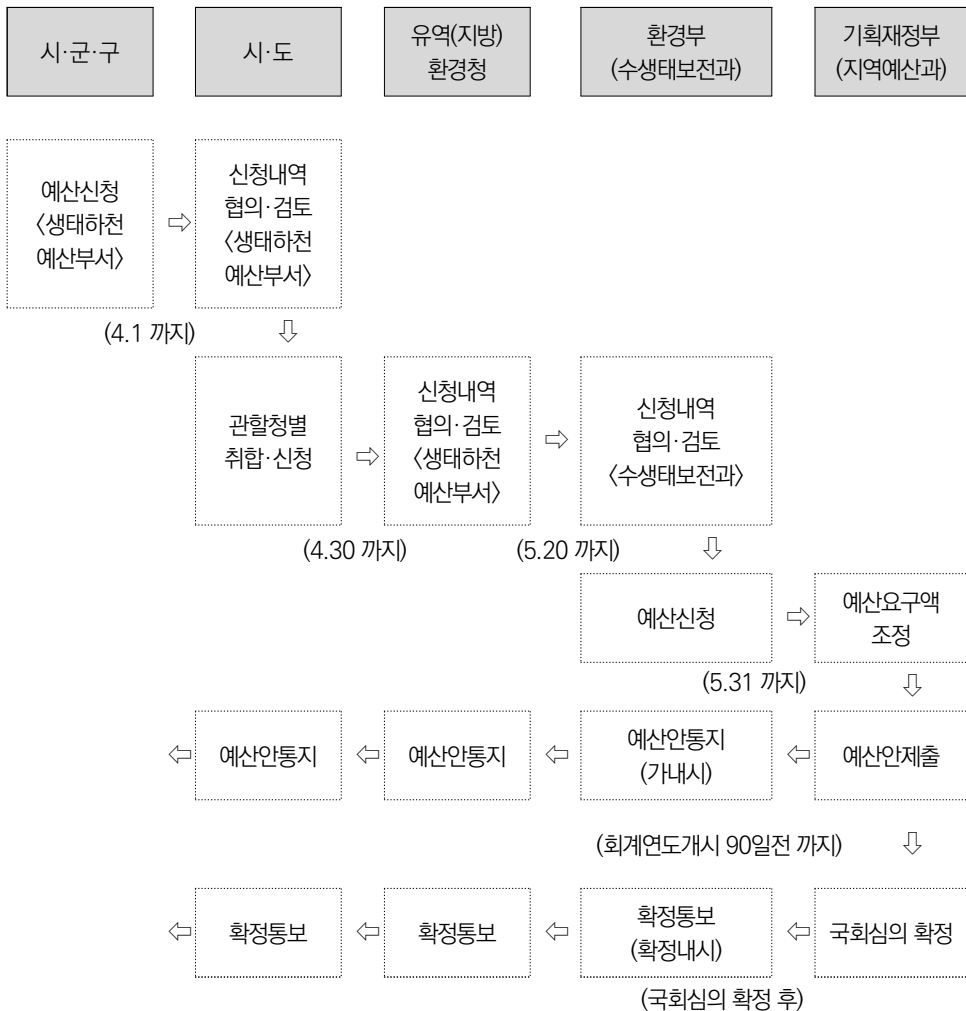 시·군·구
시·도
유역(지방)
환경청
환경부
(수생태보전과)
기획재정부
(지역예산과)
예산신청
〈생태하천
예산부서〉
⇨
신청내역
협의·검토
〈생태하천
예산부서〉
(4.1 까지)
⇩
관할청별
취합·신청
⇨
신청내역
협의·검토
〈생태하천
예산부서〉
⇨
신청내역
협의·검토
〈수생태보전과〉
(4.30 까지)
(5.20 까지)
⇩
예산신청
⇨
예산요구액
조정
(5.31 까지)
⇩
⇦
예산안통지
⇦
예산안통지
⇦
예산안통지
(가내시)
⇦
예산안제출
(회계연도개시 90일전 까지)
⇩
⇦
확정통보
⇦
확정통보
⇦
확정통보
(확정내시)
⇦
국회심의 확정
(국회심의 확정 후)